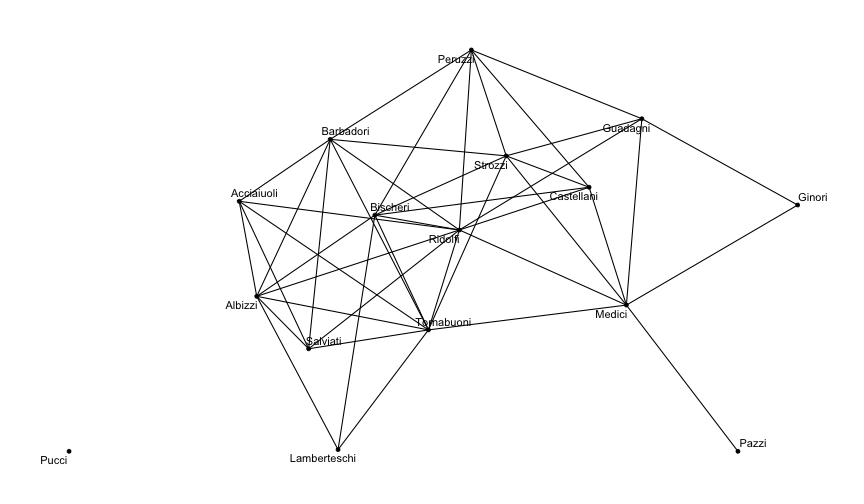 Peruzzi
Guadagni
Barbadori
Strozzi
Acciaiuoli
Castellani
Ginori
Bischeri
Ridolfi
Albizzi
Medici
Tornabuoni
Salviati
Pazzi
Lamberteschi
Pucci